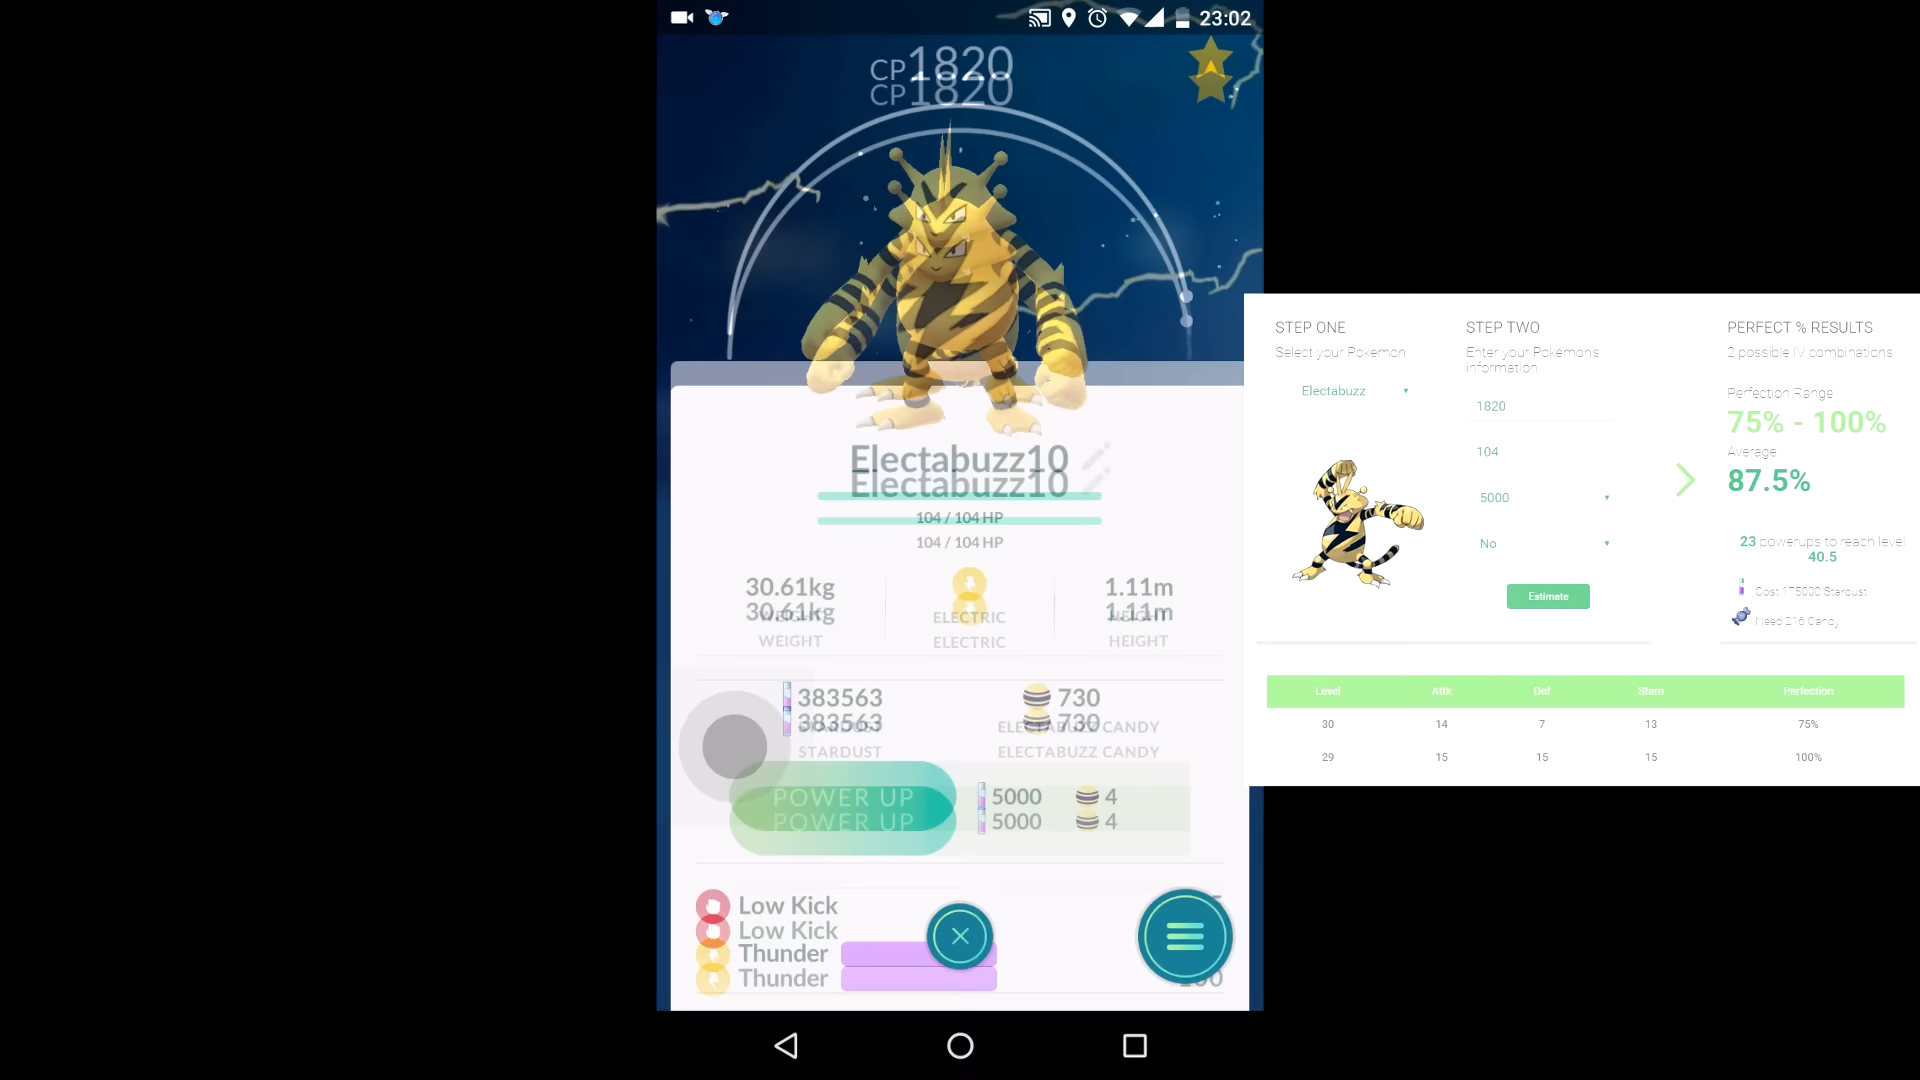 23:02
CP1820
CP1820
Electabuzz10
Electabuzz10
104 / 104 HP
104 / 104 HP
30.61kg
30.61kg
WEIGHT
WEIGHT
ELECTRIC
ELECTRIC
1.11m
1.11m
HEIGHT
HEIGHT
383563
383563
STARDUST
STARDUST
730
730
ELECTABUZZ CANDY
ELECTABUZZ CANDY
POWER UP
POWER UP
5000
5000
4
4
Low Kick
Low Kick
Thunder
Thunder
STEP ONE
Select your Pokemon
Electabuzz
STEP TWO
Enter your Pokémon's
information
1820
104
5000
No
Estimate
PERFECT % RESULTS
2 possible IV combinations
Perfection Range
75% - 100%
Average
87.5%
23 powerups to reach level
40.5
Cost 175000 Stardust
Need 216 Candy
Level Attk Def Stam Perfection
30 14 7 13 75%
29 15 15 15 100%